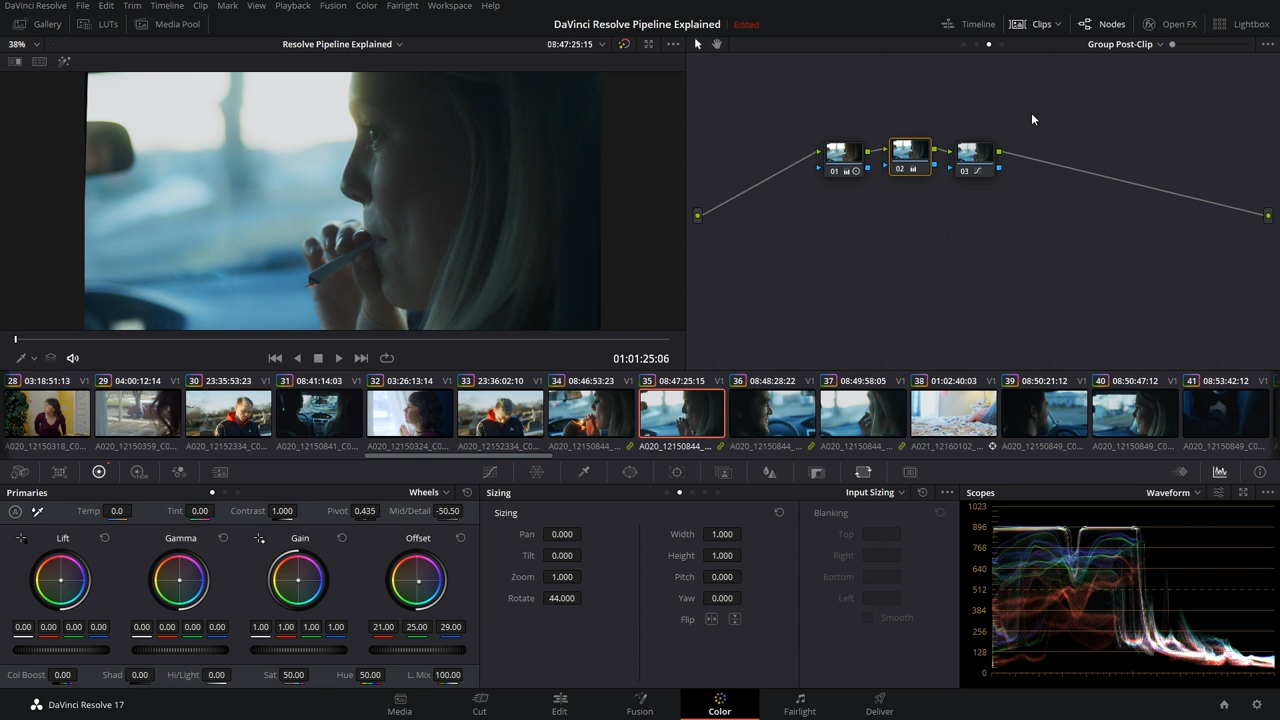 DaVinci Resolve File Edit Trim Timeline Clip Mark View Playback Fusion Color Fairlight Workspace Help
Gallery LUTs Media Pool DaVinci Resolve Pipeline Explained Edited Timeline Clips Nodes Open FX Lightbox
38% Resolve Pipeline Explained 08:47:25:15 Group Post-Clip
01 02 03
01:01:25:06
28 03:18:51:13 V1 29 04:00:12:14 V1 30 23:35:53:23 V1 31 08:41:14:03 V1 32 03:26:13:14 V1 33 23:36:02:10 V1 34 08:46:53:23 V1 35 08:47:25:15 V1 36 08:48:28:22 V1 37 08:49:58:05 V1 38 01:02:40:03 V1 39 08:50:21:12 V1 40 08:50:47:12 V1 41 08:53:42:12 V1
A020_12150318_C0... A020_12150359_C0... A020_12152334_C0... A020_12150841_C0... A020_12150324_C0... A020_12152334_C0... A020_12150844_... A020_12150844_... A020_12150844_... A020_12150844_... A021_12160102_... A020_12150849_C0... A020_12150849_C0... A020_12150849_C0...
Primaries Wheels Sizing Input Sizing Scopes Waveform
A Temp 0.0 Tint 0.00 Contrast 1.000 Pivot 0.435 Mid/Detail -50.50
Sizing Blanking
Lift Gamma Gain Offset
Pan 0.000 Width 1.000 Top
Tilt 0.000 Height 1.000 Right
Zoom 1.000 Pitch 0.000 Bottom
Rotate 44.000 Yaw 0.000 Left
Flip Smooth
0.00 0.00 0.00 0.00 0.00 0.00 0.00 0.00 1.00 1.00 1.00 1.00 21.00 25.00 29.00
Col Boost 0.00 Shad 0.00 Hi/Light 0.00 Sat 50.00 Hue 50.00 L. Mix 100.00
1023
896
768
640
512
384
256
128
0
DaVinci Resolve 17 Media Cut Edit Fusion Color Fairlight Deliver